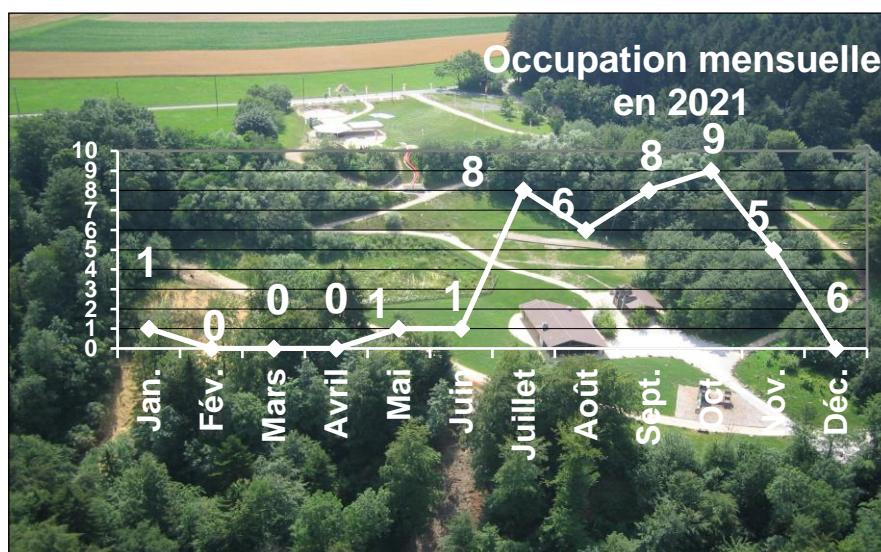 Occupation mensuelle
en 2021
10
9
8
7
6
5
4
3
2
1
0
1
0
0
0
1
1
8
6
8
9
5
6
Jan.
Fév.
Mars
Avril
Mai
Juin
Juillet
Août
Sept.
Oct
Nov.
Déc.